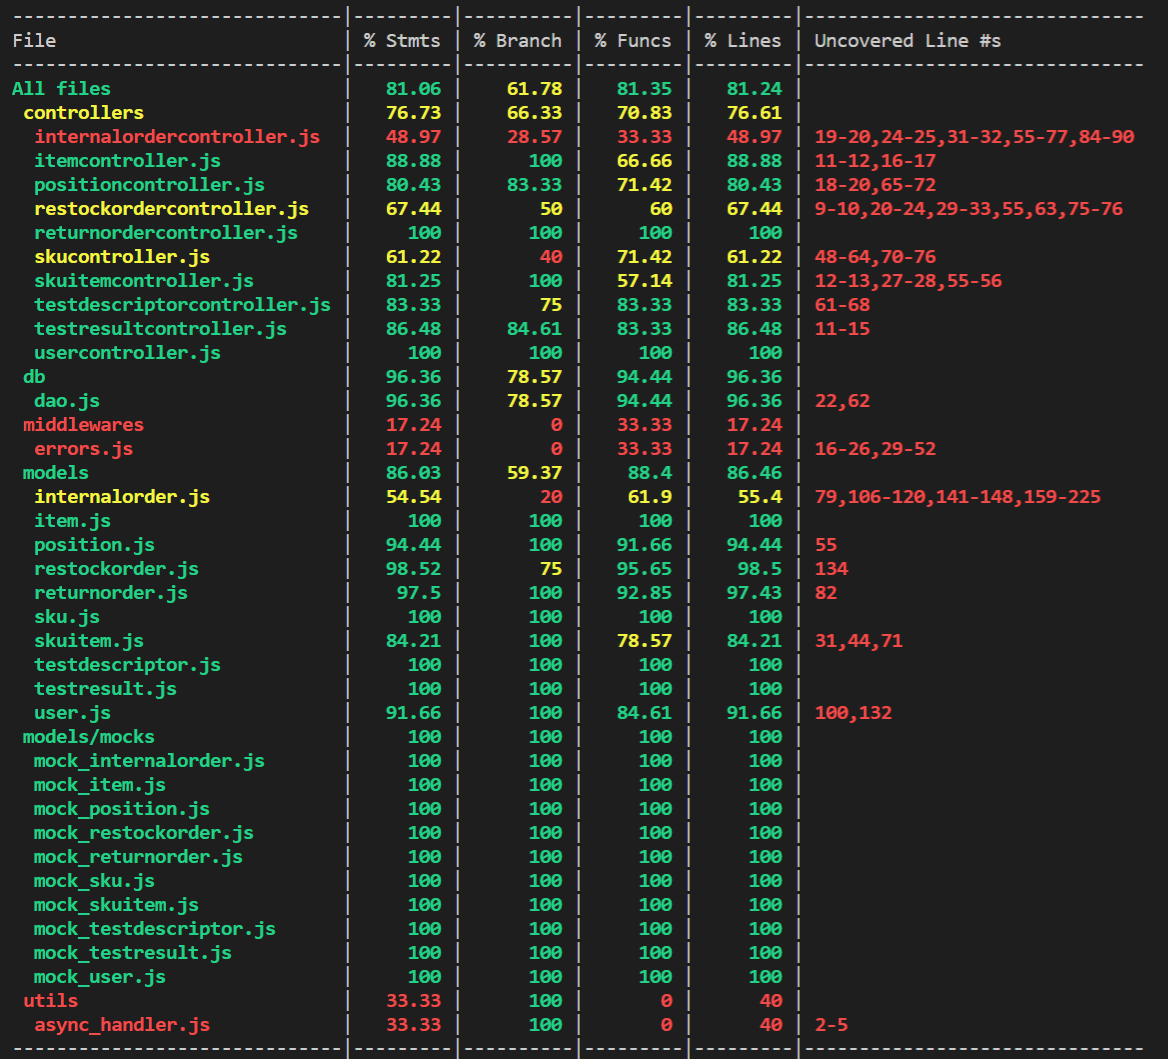 ------------------------------|---------|----------|---------|---------|-------------------------------
File                          | % Stmts | % Branch | % Funcs | % Lines | Uncovered Line #s
------------------------------|---------|----------|---------|---------|-------------------------------
All files                     |   81.06 |    61.78 |   81.35 |   81.24 |
 controllers                  |   76.73 |    66.33 |   70.83 |   76.61 |
  internalordercontroller.js  |   48.97 |    28.57 |   33.33 |   48.97 | 19-20,24-25,31-32,55-77,84-90
  itemcontroller.js           |   88.88 |      100 |   66.66 |   88.88 | 11-12,16-17
  positioncontroller.js       |   80.43 |    83.33 |   71.42 |   80.43 | 18-20,65-72
  restockordercontroller.js   |   67.44 |       50 |      60 |   67.44 | 9-10,20-24,29-33,55,63,75-76
  returnordercontroller.js    |     100 |      100 |     100 |     100 |
  skucontroller.js            |   61.22 |       40 |   71.42 |   61.22 | 48-64,70-76
  skuitemcontroller.js        |   81.25 |      100 |   57.14 |   81.25 | 12-13,27-28,55-56
  testdescriptorcontroller.js |   83.33 |       75 |   83.33 |   83.33 | 61-68
  testresultcontroller.js     |   86.48 |    84.61 |   83.33 |   86.48 | 11-15
  usercontroller.js           |     100 |      100 |     100 |     100 |
 db                           |   96.36 |    78.57 |   94.44 |   96.36 |
  dao.js                      |   96.36 |    78.57 |   94.44 |   96.36 | 22,62
 middlewares                  |   17.24 |        0 |   33.33 |   17.24 |
  errors.js                   |   17.24 |        0 |   33.33 |   17.24 | 16-26,29-52
 models                       |   86.03 |    59.37 |    88.4 |   86.46 |
  internalorder.js            |   54.54 |       20 |    61.9 |    55.4 | 79,106-120,141-148,159-225
  item.js                     |     100 |      100 |     100 |     100 |
  position.js                 |   94.44 |      100 |   91.66 |   94.44 | 55
  restockorder.js             |   98.52 |       75 |   95.65 |    98.5 | 134
  returnorder.js              |    97.5 |      100 |   92.85 |   97.43 | 82
  sku.js                      |     100 |      100 |     100 |     100 |
  skuitem.js                  |   84.21 |      100 |   78.57 |   84.21 | 31,44,71
  testdescriptor.js           |     100 |      100 |     100 |     100 |
  testresult.js               |     100 |      100 |     100 |     100 |
  user.js                     |   91.66 |      100 |   84.61 |   91.66 | 100,132
 models/mocks                 |     100 |      100 |     100 |     100 |
  mock_internalorder.js       |     100 |      100 |     100 |     100 |
  mock_item.js                |     100 |      100 |     100 |     100 |
  mock_position.js            |     100 |      100 |     100 |     100 |
  mock_restockorder.js        |     100 |      100 |     100 |     100 |
  mock_returnorder.js         |     100 |      100 |     100 |     100 |
  mock_sku.js                 |     100 |      100 |     100 |     100 |
  mock_skuitem.js             |     100 |      100 |     100 |     100 |
  mock_testdescriptor.js      |     100 |      100 |     100 |     100 |
  mock_testresult.js          |     100 |      100 |     100 |     100 |
  mock_user.js                |     100 |      100 |     100 |     100 |
 utils                        |   33.33 |      100 |       0 |      40 |
  async_handler.js            |   33.33 |      100 |       0 |      40 | 2-5
------------------------------|---------|----------|---------|---------|-------------------------------